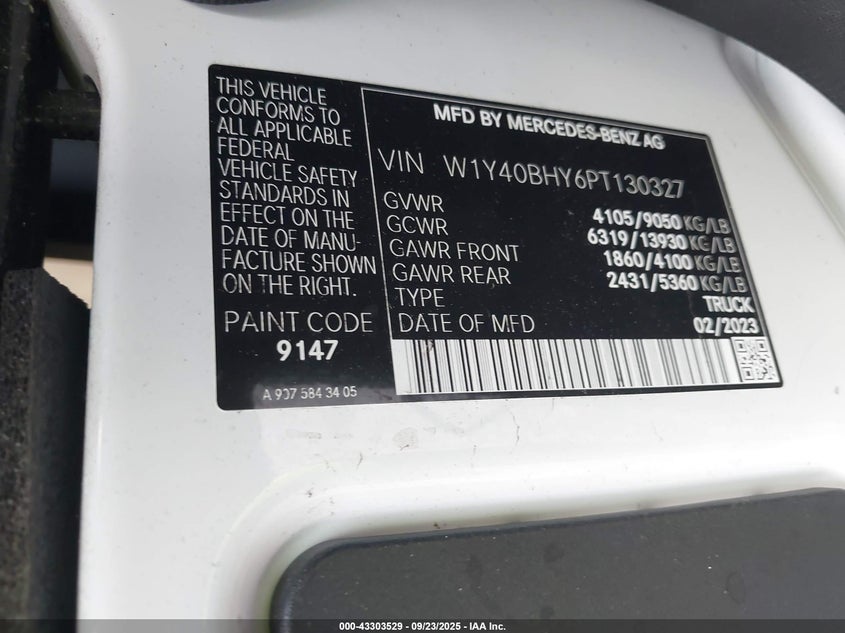 THIS VEHICLE
CONFORMS TO
ALL APPLICABLE
FEDERAL
VEHICLE SAFETY
STANDARDS IN
EFFECT ON THE
DATE OF MANU-
FACTURE SHOWN
ON THE RIGHT.
PAINT CODE
9147
A 907 584 34 05
MFD BY MERCEDES-BENZ AG
VIN W1Y40BHY6PT130327
GVWR 4105/9050 KG/LB
GCWR 6319/13930 KG/LB
GAWR FRONT 1860/4100 KG/LB
GAWR REAR 2431/5360 KG/LB
TYPE TRUCK
DATE OF MFD 02/2023
000-43303529 - 09/23/2025 - IAA Inc.